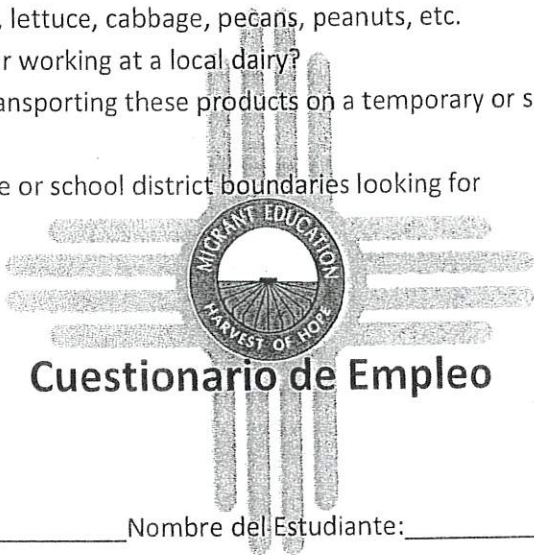 , lettuce, cabbage, pecans, peanuts, etc.
r working at a local dairy?
ansporting these products on a temporary or s
e or school district boundaries looking for
MIGRANT EDUCATION
HARVEST OF HOPE
Cuestionario de Empleo
Nombre del Estudiante: